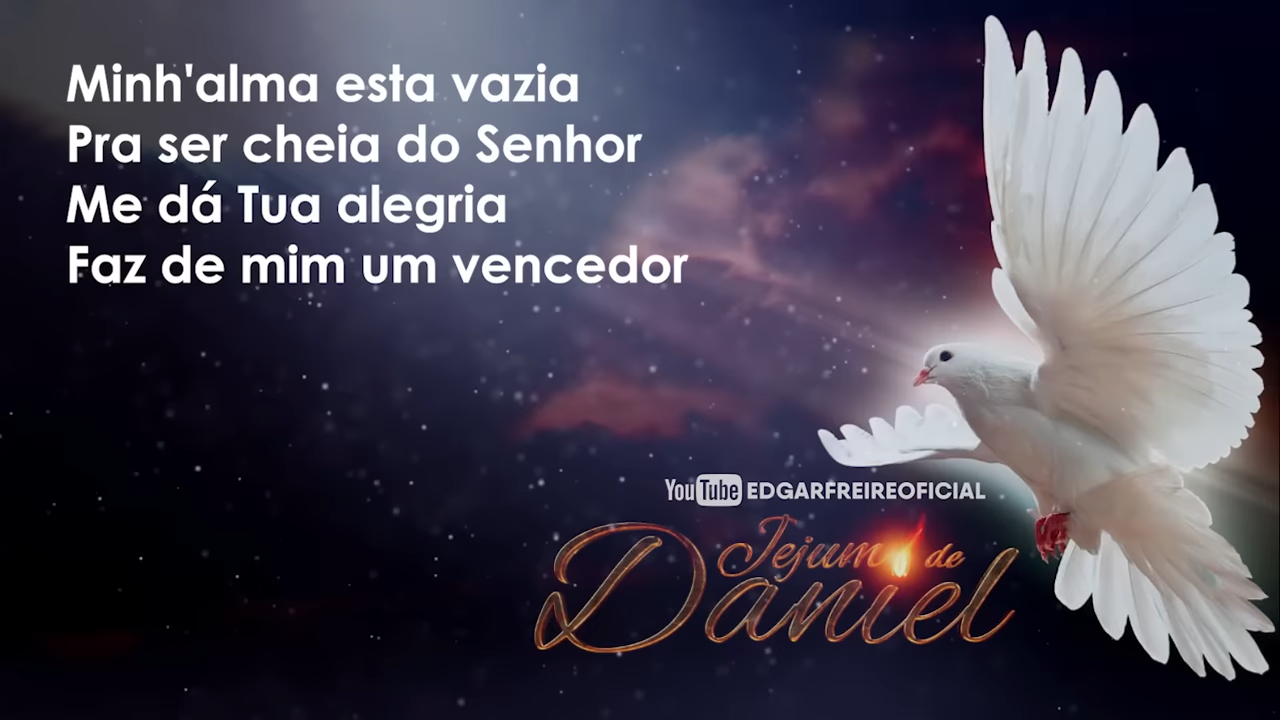 Minh'alma esta vazia
Pra ser cheia do Senhor
Me dá Tua alegria
Faz de mim um vencedor
YouTube EDGARFREIREOFICIAL
Jejum de
Daniel